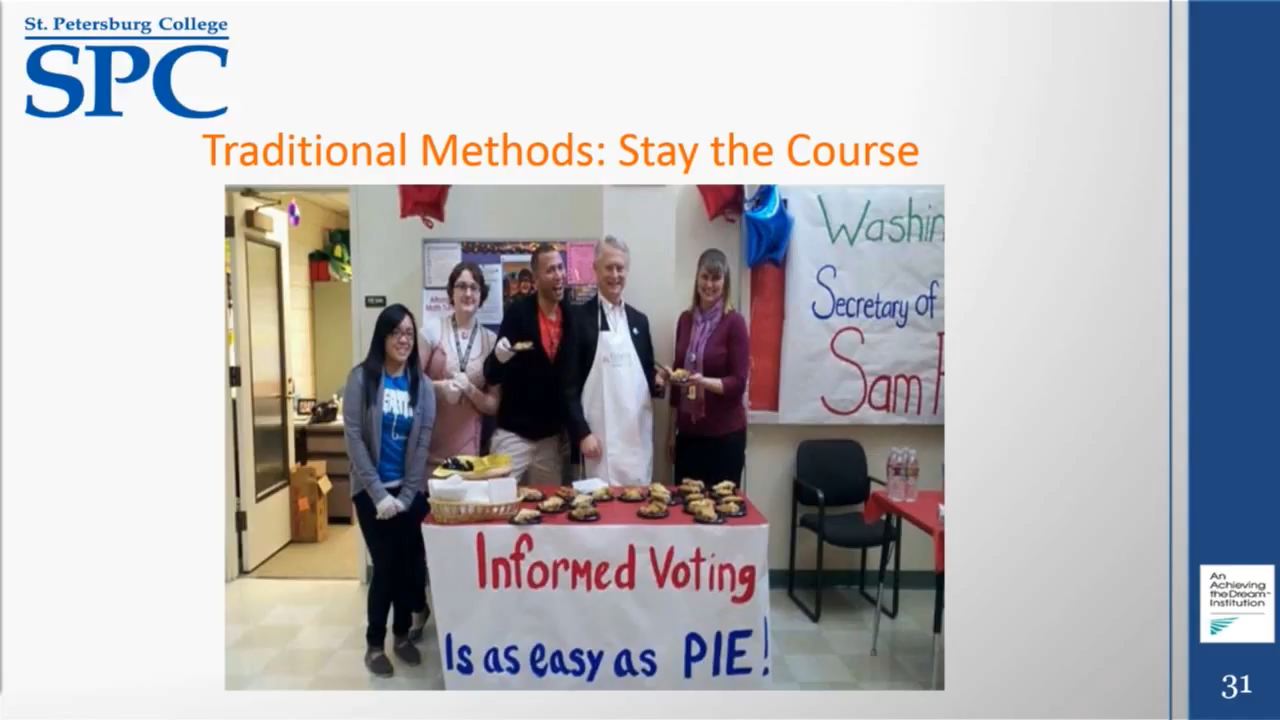 St. Petersburg College
SPC
Traditional Methods: Stay the Course
Washin
Secretary of
Sam
Informed Voting
Is as easy as PIE!
An
Achieving
the Dream™
Institution
31